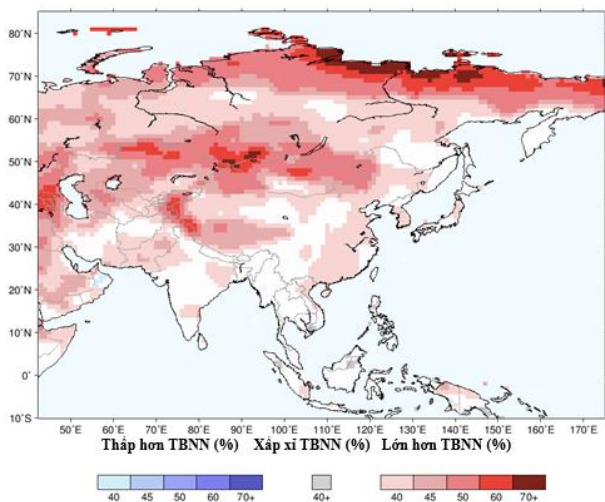 80˚N
70˚N
60˚N
50˚N
40˚N
30˚N
20˚N
10˚N
0˚
10˚S
50˚E 60˚E 70˚E 80˚E 90˚E 100˚E 110˚E 120˚E 130˚E 140˚E 150˚E 160˚E 170˚E
Thấp hơn TBNN (%) Xấp xỉ TBNN (%) Lớn hơn TBNN (%)
40 45 50 60 70+ 40+ 40 45 50 60 70+